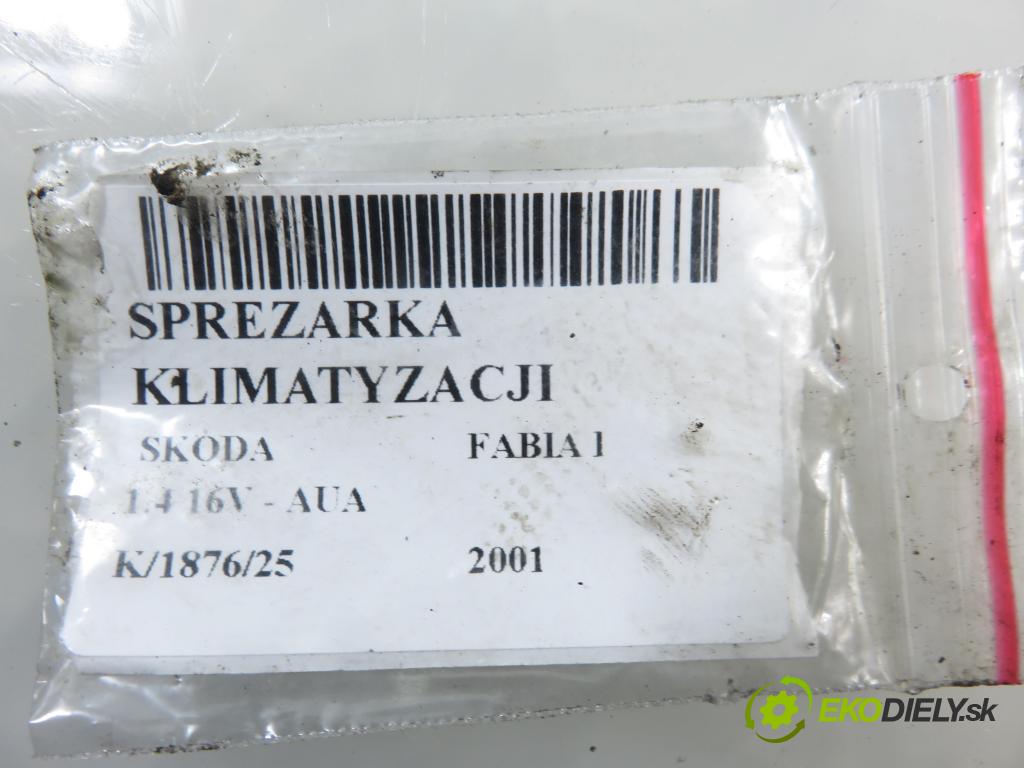 SPREZARKA
KLIMATYZACJI
SKODA FABIA I
1.4 16V - AUA
K/1876/25 2001
EKODIELY.sk